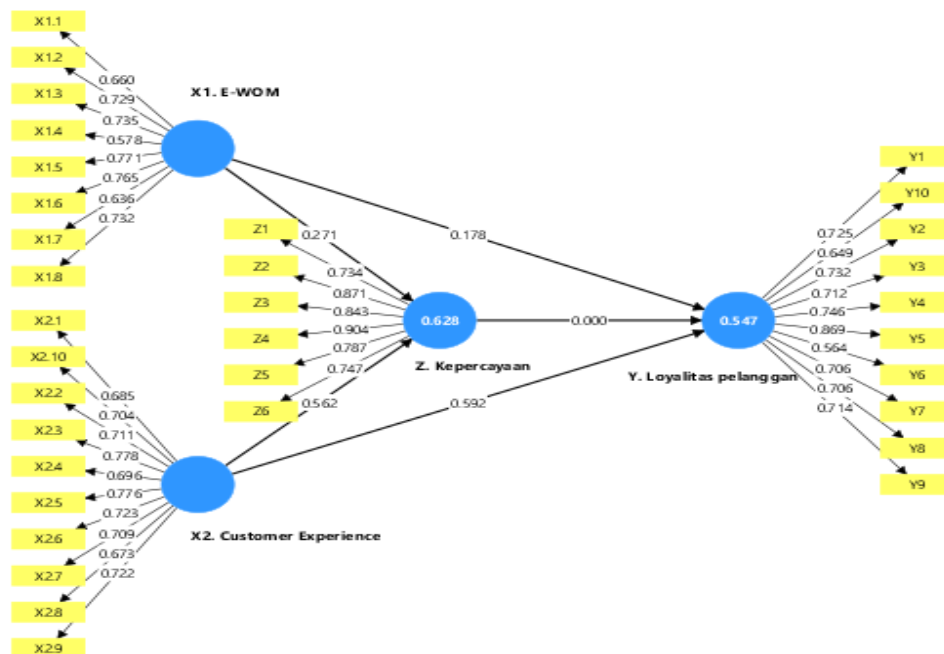 X1.1
X1.2
X1.3
X1.4
X1.5
X1.6
X1.7
X1.8
0.660
0.729
0.735
0.578
0.771
0.765
0.636
0.732
X1. E-WOM
0.271
0.178
Z1
Z2
Z3
Z4
Z5
Z6
0.734
0.871
0.843
0.904
0.787
0.747
0.628
Z. Kepercayaan
0.000
0.562
0.592
X2.1
X2.10
X2.2
X2.3
X2.4
X2.5
X2.6
X2.7
X2.8
X2.9
0.685
0.704
0.711
0.778
0.696
0.776
0.723
0.709
0.673
0.722
X2. Customer Experience
0.547
Y. Loyalitas pelanggan
0.725
0.649
0.732
0.712
0.746
0.869
0.564
0.706
0.706
0.714
Y1
Y10
Y2
Y3
Y4
Y5
Y6
Y7
Y8
Y9